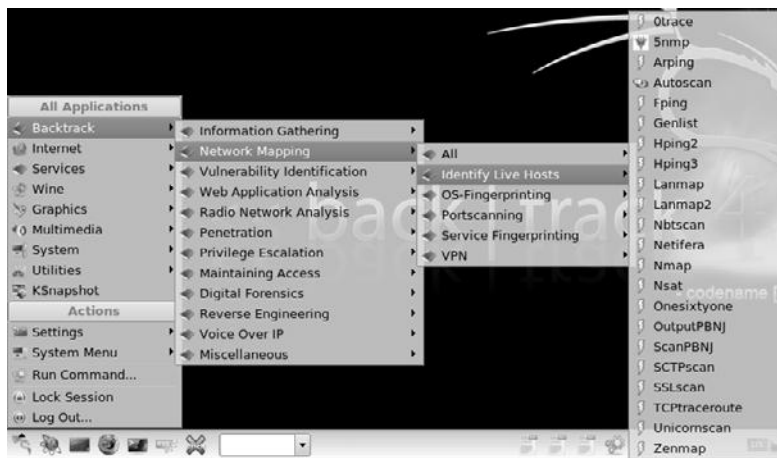 All Applications
Backtrack
Internet
Services
Wine
Graphics
Multimedia
System
Utilities
KSnapshot
Actions
Settings
System Menu
Run Command...
Lock Session
Log Out...
Information Gathering
Network Mapping
Vulnerability Identification
Web Application Analysis
Radio Network Analysis
Penetration
Privilege Escalation
Maintaining Access
Digital Forensics
Reverse Engineering
Voice Over IP
Miscellaneous
All
Identify Live Hosts
OS-Fingerprinting
Portscanning
Service Fingerprinting
VPN
0trace
5nmp
Arping
Autoscan
Fping
Genlist
Hping2
Hping3
Lanmap
Lanmap2
Nbtscan
Netifera
Nmap
Nsat
Onesixtyone
OutputPBNJ
ScanPBNJ
SCTPscan
SSLscan
TCPtraceroute
Unicornscan
Zenmap
back | track 4
- codename